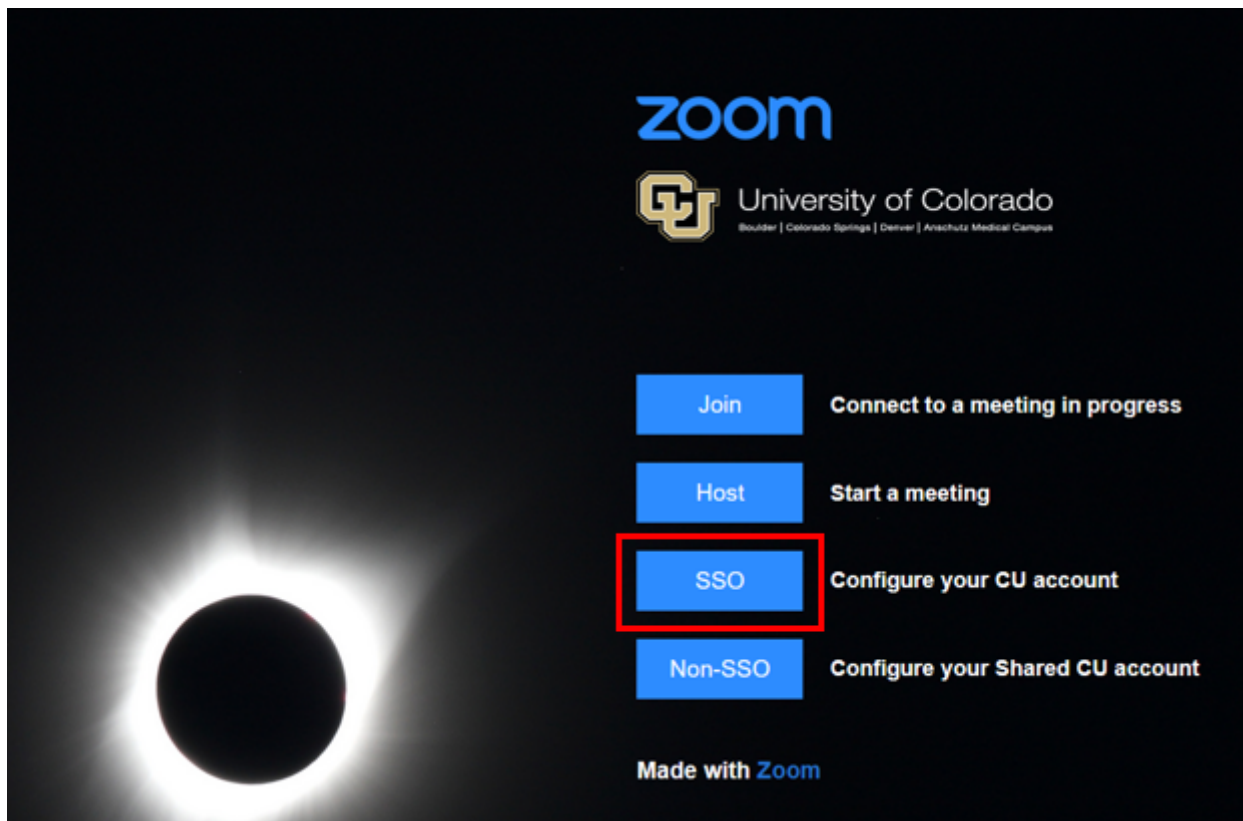 zoom
CU
University of Colorado
Boulder | Colorado Springs | Denver | Anschutz Medical Campus
Join Connect to a meeting in progress
Host Start a meeting
SSO Configure your CU account
Non-SSO Configure your Shared CU account
Made with Zoom